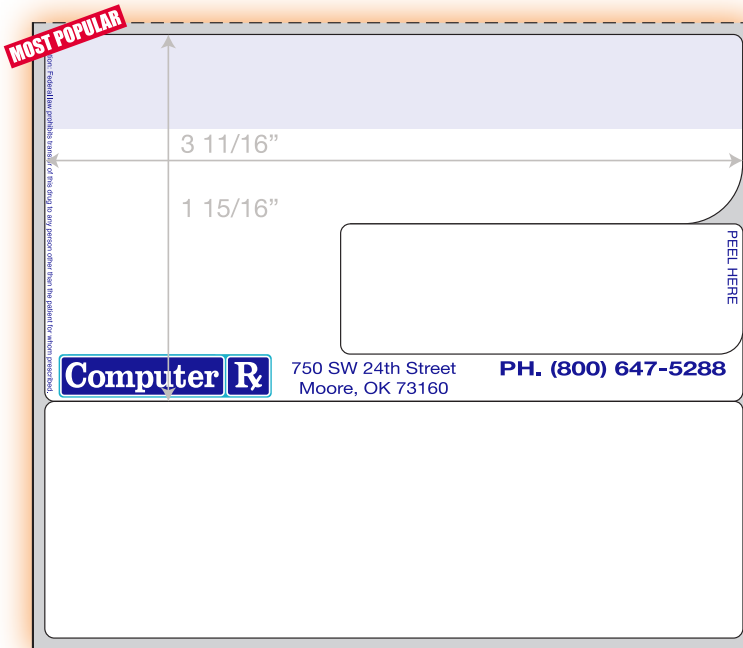 MOST POPULAR
tion: Federal law prohibits transfer of this drug to any person other than the patient for whom prescribed.
3 11/16”
1 15/16”
PEEL HERE
Computer Rx
750 SW 24th Street
Moore, OK 73160
PH. (800) 647-5288